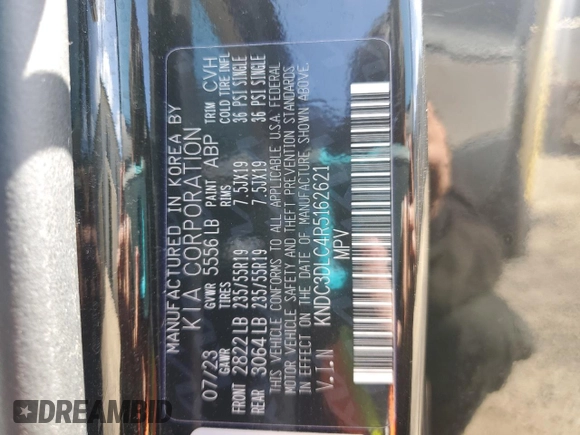 MANUFACTURED IN KOREA BY
KIA CORPORATION
07/23 GVWR 5556 LB PAINT ABP TRIM CVH
GAWR TIRES RIMS COLD TIRE INFL
FRONT 2822 LB 235/55R19 7.5JX19 36 PSI SINGLE
REAR 3064 LB 235/55R19 7.5JX19 36 PSI SINGLE
THIS VEHICLE CONFORMS TO ALL APPLICABLE U.S.A. FEDERAL
MOTOR VEHICLE SAFETY AND THEFT PREVENTION STANDARDS
IN EFFECT ON THE DATE OF MANUFACTURE SHOWN ABOVE.
V.I.N KNDC3DLC4R5162621
MPV
DREAMBID